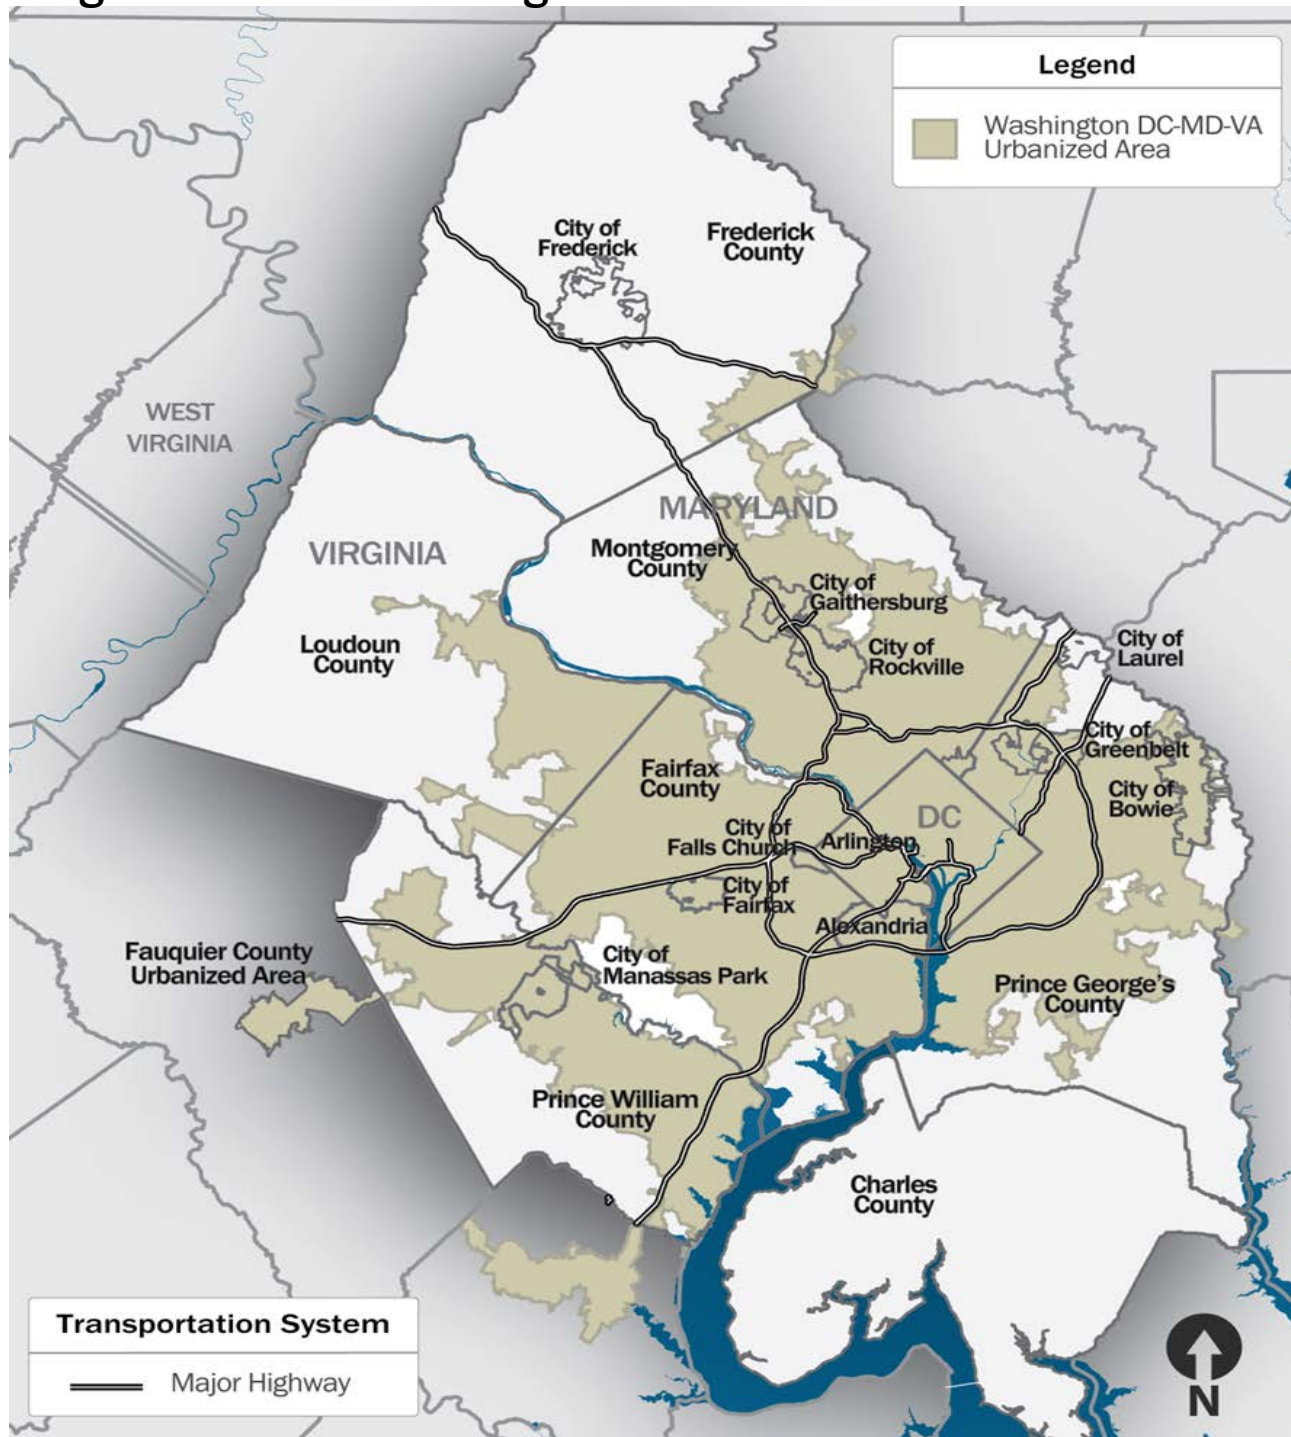 Legend
Washington DC-MD-VA
Urbanized Area
City of
Frederick
Frederick
County
WEST
VIRGINIA
MARYLAND
VIRGINIA
Montgomery
County
City of
Gaithersburg
Loudoun
County
City of
Rockville
City of
Laurel
City of
Greenbelt
Fairfax
County
City of
Bowie
DC
City of
Falls Church
Arlington
City of
Fairfax
Alexandria
Fauquier County
Urbanized Area
City of
Manassas Park
Prince George's
County
Prince William
County
Charles
County
Transportation System
Major Highway
N